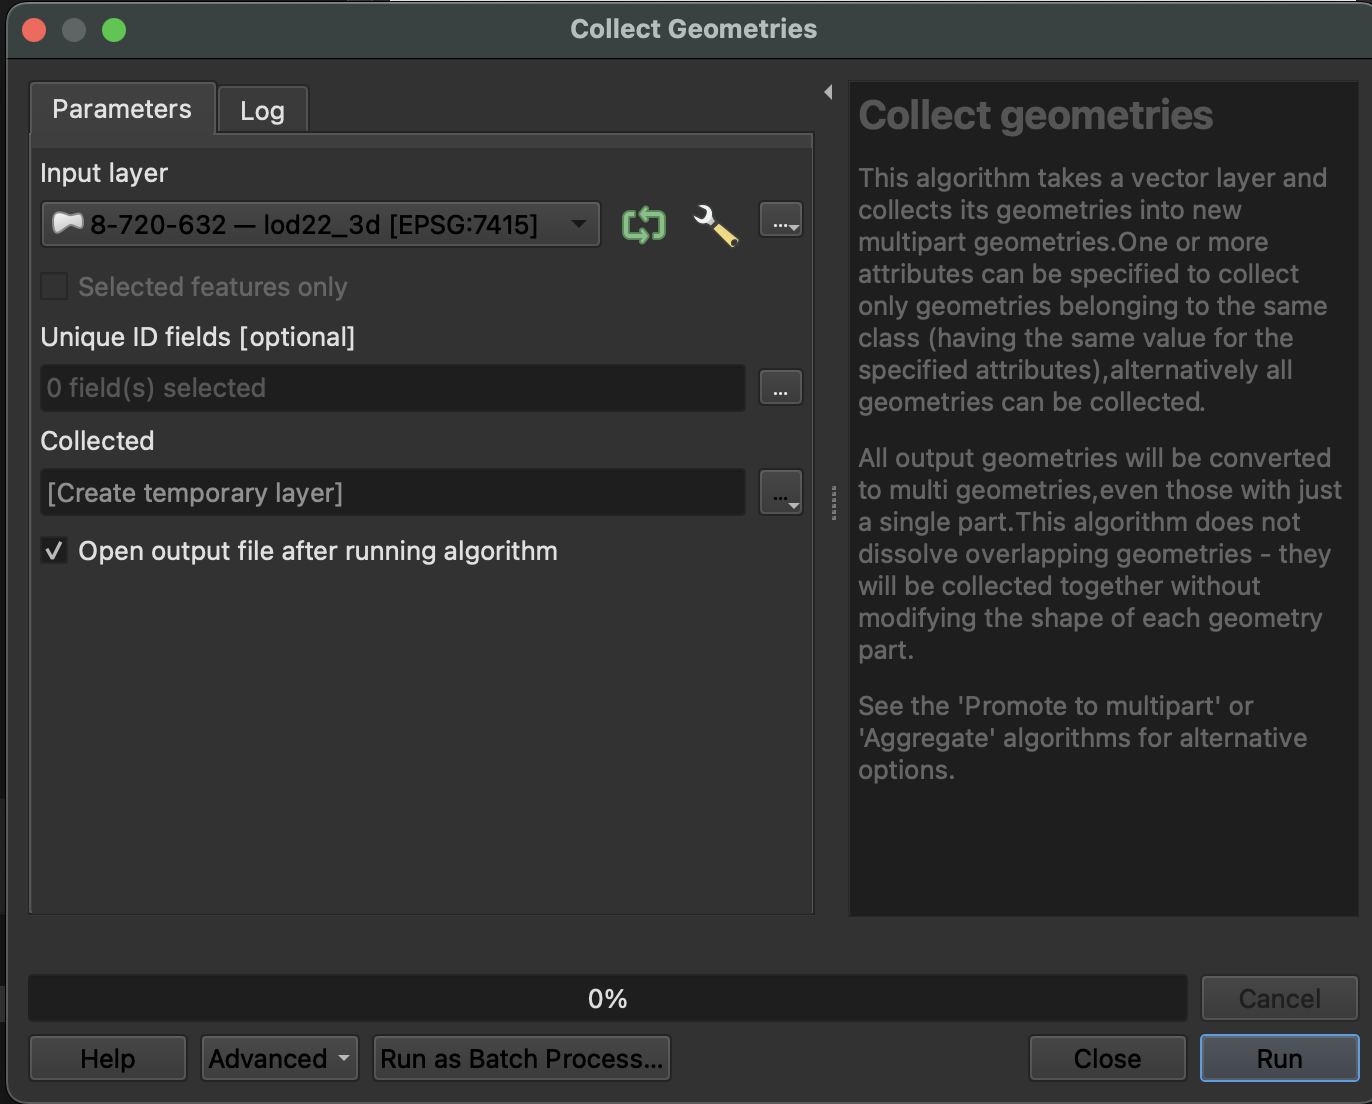 Collect Geometries
Parameters
Log
Input layer
8-720-632 — lod22_3d [EPSG:7415]
...
Selected features only
Unique ID fields [optional]
0 field(s) selected
...
Collected
[Create temporary layer]
...
Open output file after running algorithm
Collect geometries
This algorithm takes a vector layer and
collects its geometries into new
multipart geometries.One or more
attributes can be specified to collect
only geometries belonging to the same
class (having the same value for the
specified attributes),alternatively all
geometries can be collected.
All output geometries will be converted
to multi geometries,even those with just
a single part.This algorithm does not
dissolve overlapping geometries - they
will be collected together without
modifying the shape of each geometry
part.
See the 'Promote to multipart' or
'Aggregate' algorithms for alternative
options.
0%
Cancel
Help
Advanced
Run as Batch Process...
Close
Run